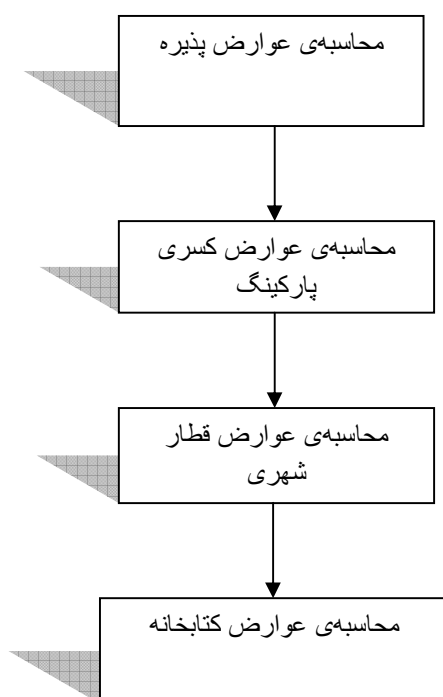 محاسبه‌ی عوارض پذیره
محاسبه‌ی عوارض کسری
پارکینگ
محاسبه‌ی عوارض قطار
شهری
محاسبه‌ی عوارض کتابخانه